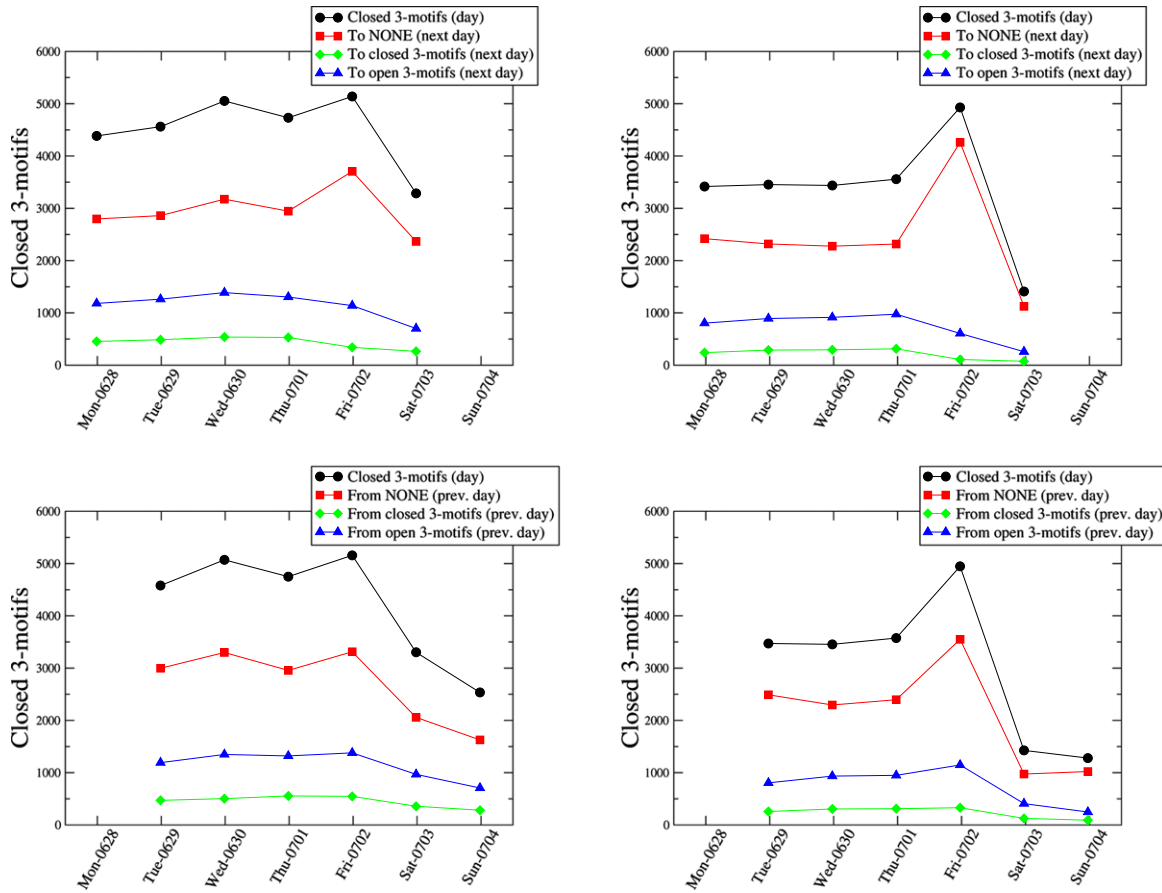 Closed 3-motifs (day)
To NONE (next day)
To closed 3-motifs (next day)
To open 3-motifs (next day)
6000
5000
4000
3000
2000
1000
0
Closed 3-motifs
Mon-0628
Tue-0629
Wed-0630
Thu-0701
Fri-0702
Sat-0703
Sun-0704
Closed 3-motifs (day)
To NONE (next day)
To closed 3-motifs (next day)
To open 3-motifs (next day)
6000
5000
4000
3000
2000
1000
0
Closed 3-motifs
Mon-0628
Tue-0629
Wed-0630
Thu-0701
Fri-0702
Sat-0703
Sun-0704
Closed 3-motifs (day)
From NONE (prev. day)
From closed 3-motifs (prev. day)
From open 3-motifs (prev. day)
6000
5000
4000
3000
2000
1000
0
Closed 3-motifs
Mon-0628
Tue-0629
Wed-0630
Thu-0701
Fri-0702
Sat-0703
Sun-0704
Closed 3-motifs (day)
From NONE (prev. day)
From closed 3-motifs (prev. day)
From open 3-motifs (prev. day)
6000
5000
4000
3000
2000
1000
0
Closed 3-motifs
Mon-0628
Tue-0629
Wed-0630
Thu-0701
Fri-0702
Sat-0703
Sun-0704